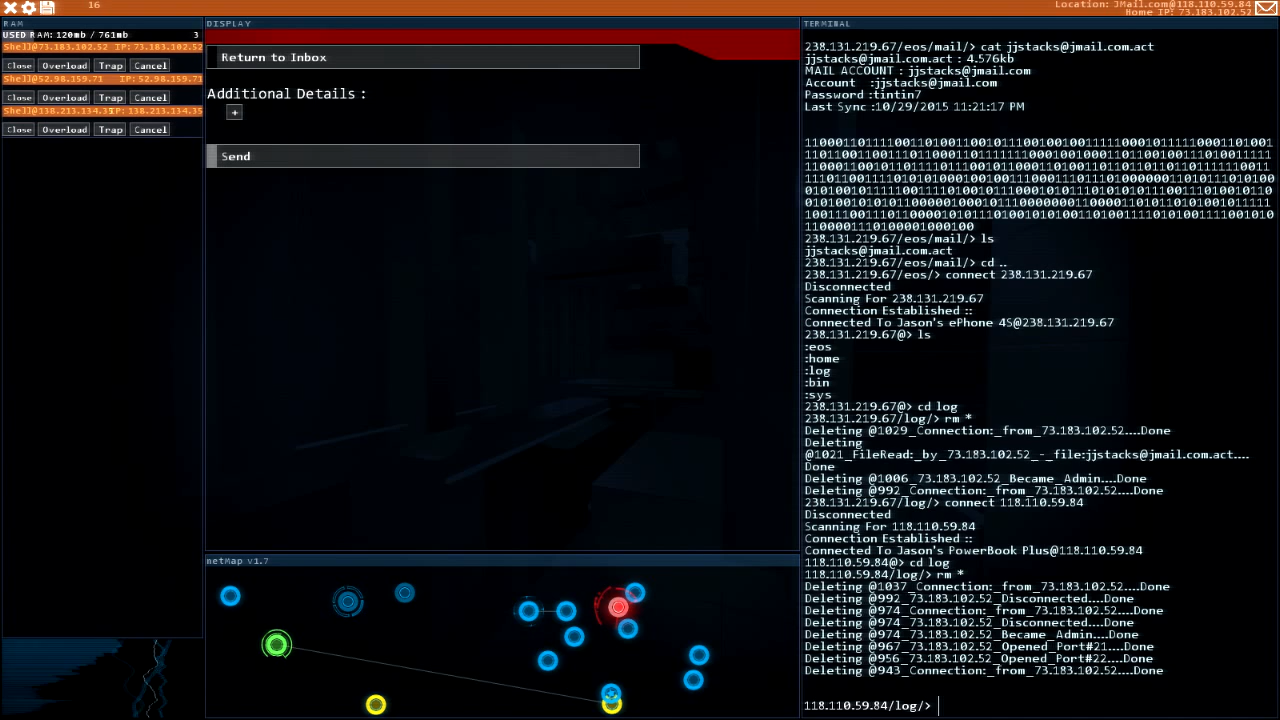 16
Location: JMail.com@118.110.59.84
Home IP: 73.183.102.52
RAM
USED RAM: 120mb / 761mb 3
Shell@73.183.102.52 IP: 73.183.102.52
Close Overload Trap Cancel
Shell@52.98.159.71 IP: 52.98.159.71
Close Overload Trap Cancel
Shell@138.213.134.35 IP: 138.213.134.35
Close Overload Trap Cancel
DISPLAY
Return to Inbox
Additional Details :
+
Send
netMap v1.7
TERMINAL
238.131.219.67/eos/mail/> cat jjstacks@jmail.com.act
jjstacks@jmail.com.act : 4.576kb
MAIL ACCOUNT : jjstacks@jmail.com
Account :jjstacks@jmail.com
Password :tintin7
Last Sync :10/29/2015 11:21:17 PM
238.131.219.67/eos/mail/> ls
jjstacks@jmail.com.act
238.131.219.67/eos/mail/> cd ..
238.131.219.67/eos/> connect 238.131.219.67
Disconnected
Scanning For 238.131.219.67
Connection Established ::
Connected To Jason's ePhone 4S@238.131.219.67
238.131.219.67@> ls
:eos
:home
:log
:bin
:sys
238.131.219.67@> cd log
238.131.219.67/log/> rm *
Deleting @1029_Connection:_from_73.183.102.52....Done
Deleting
@1021_FileRead:_by_73.183.102.52_-_file:jjstacks@jmail.com.act....
Done
Deleting @1006_73.183.102.52_Became_Admin....Done
Deleting @992_Connection:_from_73.183.102.52....Done
238.131.219.67/log/> connect 118.110.59.84
Disconnected
Scanning For 118.110.59.84
Connection Established ::
Connected To Jason's PowerBook Plus@118.110.59.84
118.110.59.84@> cd log
118.110.59.84/log/> rm *
Deleting @1037_Connection:_from_73.183.102.52....Done
Deleting @992_73.183.102.52_Disconnected....Done
Deleting @974_Connection:_from_73.183.102.52....Done
Deleting @974_73.183.102.52_Disconnected....Done
Deleting @974_73.183.102.52_Became_Admin....Done
Deleting @967_73.183.102.52_Opened_Port#21....Done
Deleting @956_73.183.102.52_Opened_Port#22....Done
Deleting @943_Connection:_from_73.183.102.52....Done
118.110.59.84/log/>